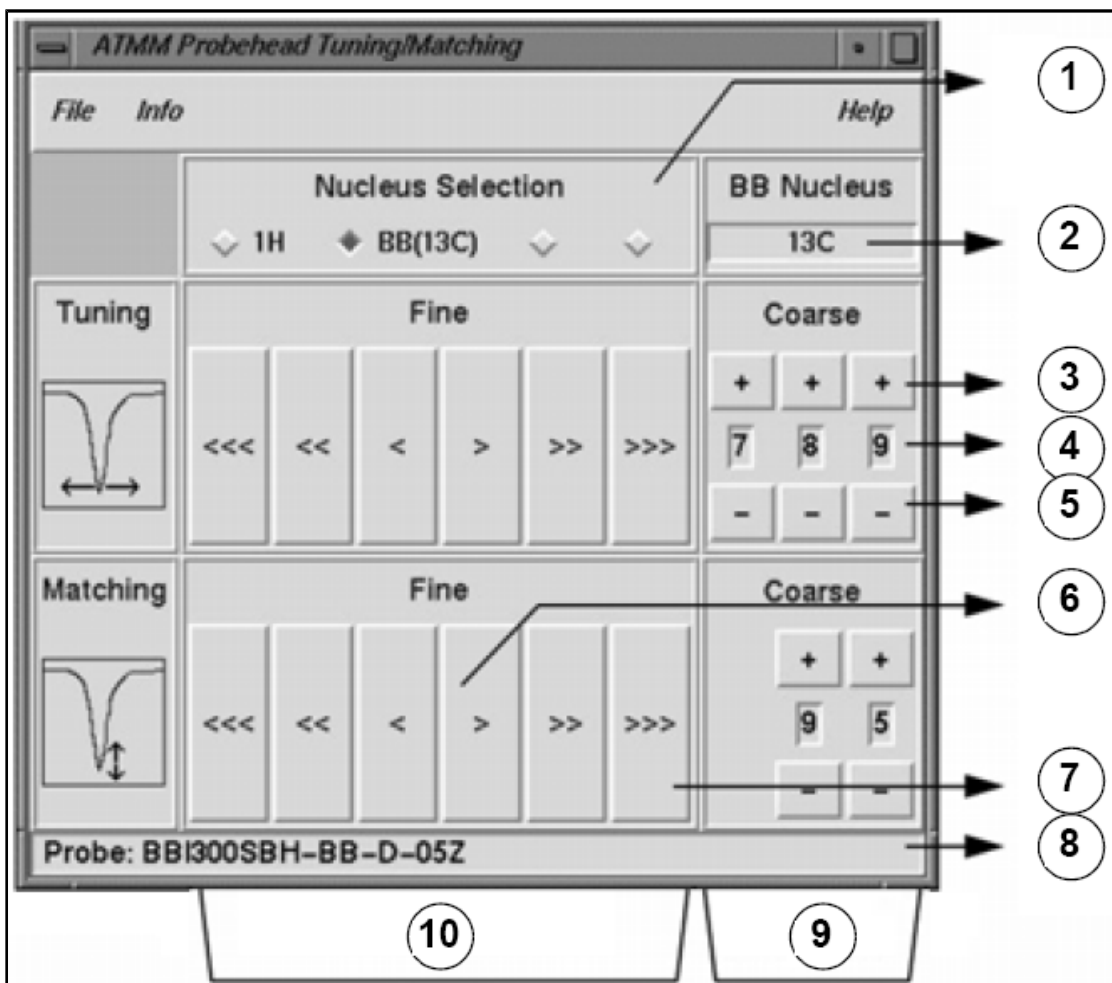 ATMM Probehead Tuning/Matching
File Info Help
1
Nucleus Selection BB Nucleus
1H BB(13C) 13C
2
Tuning Fine Coarse
+ + +
3
<<< << < > >> >>> 7 8 9
4
- - -
5
Matching Fine Coarse
6
+ +
<<< << < > >> >>> 9 5
- -
7
Probe: BBI300SBH-BB-D-05Z
8
10 9